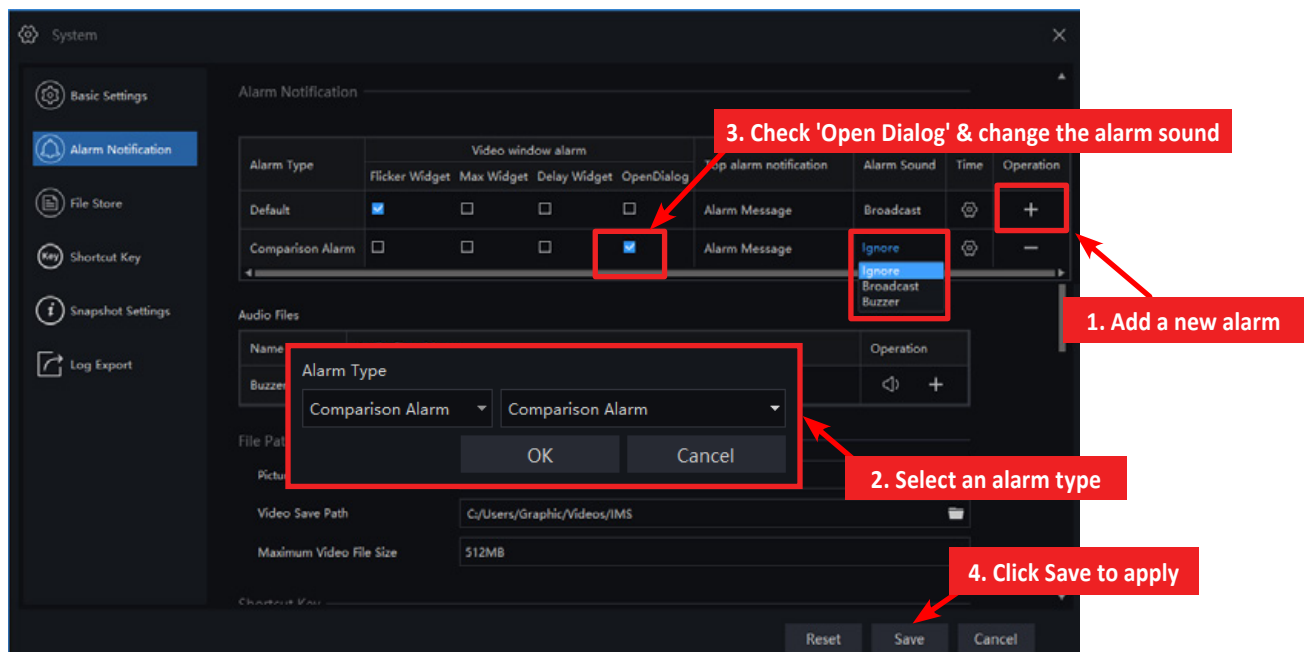 System
Basic Settings
Alarm Notification
File Store
Key
Shortcut Key
i
Snapshot Settings
Log Export
Alarm Notification
3. Check 'Open Dialog' & change the alarm sound
Alarm Type
Video window alarm
Flicker Widget Max Widget Delay Widget OpenDialog
Top alarm notification
Alarm Sound
Time
Operation
Default
Alarm Message
Broadcast
+
Comparison Alarm
Alarm Message
Ignore
−
Ignore
Broadcast
Buzzer
1. Add a new alarm
Audio Files
Name
Operation
Buzzer
+
Alarm Type
Comparison Alarm
Comparison Alarm
OK
Cancel
2. Select an alarm type
File Pat
Pictu
Video Save Path
C:/Users/Graphic/Videos/IMS
Maximum Video File Size
512MB
4. Click Save to apply
Shortcut Key
Reset
Save
Cancel